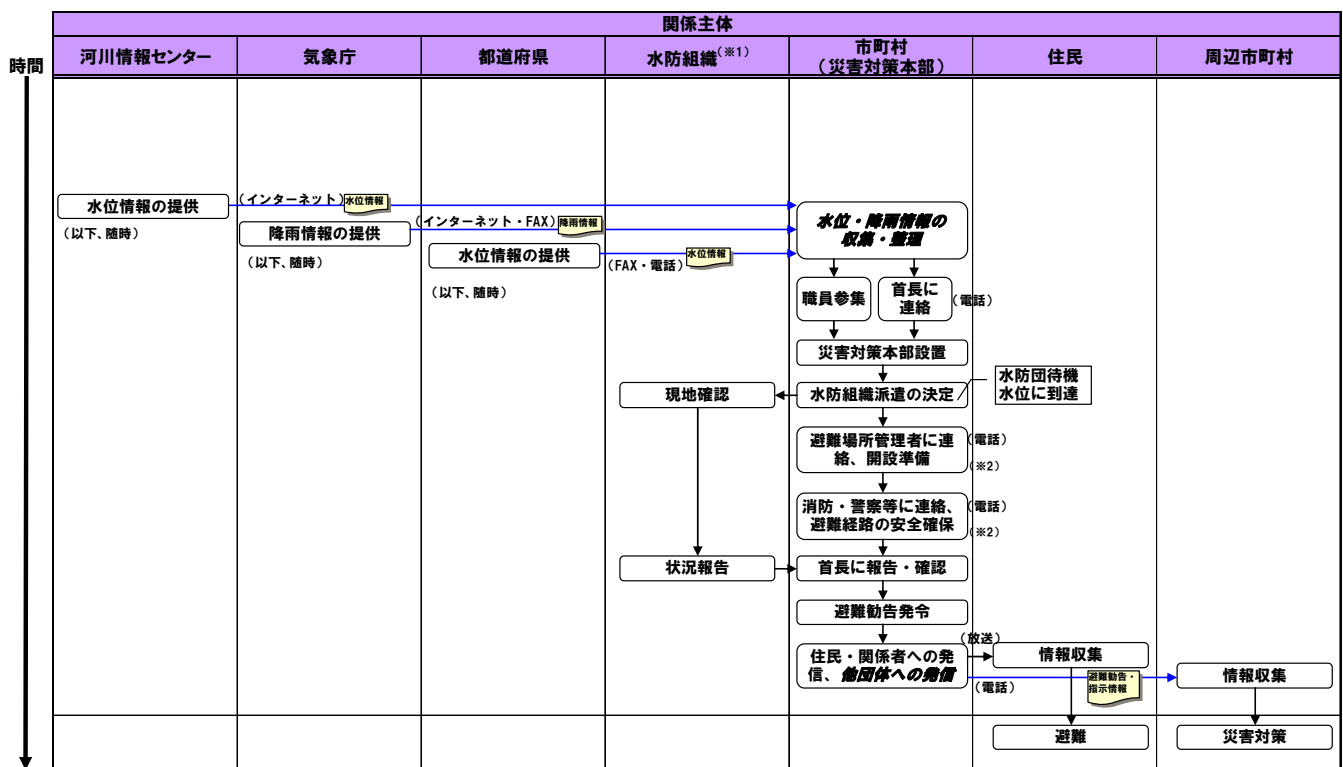 関係主体
時間
河川情報センター
気象庁
都道府県
水防組織(※1)
市町村
(災害対策本部)
住民
周辺市町村
水位情報の提供
(インターネット)
水位情報
(以下、随時)
降雨情報の提供
(インターネット・FAX)
降雨情報
(以下、随時)
水位情報の提供
(FAX・電話)
水位情報
(以下、随時)
水位・降雨情報の
収集・整理
職員参集
首長に
連絡
(電話)
災害対策本部設置
水防団待機
水位に到達
現地確認
水防組織派遣の決定
避難場所管理者に連
絡、開設準備
(電話)
(※2)
消防・警察等に連絡、
避難経路の安全確保
(電話)
(※2)
状況報告
首長に報告・確認
避難勧告発令
住民・関係者への発
信、他団体への発信
(放送)
情報収集
(電話)
避難勧告・
指示情報
情報収集
避難
災害対策